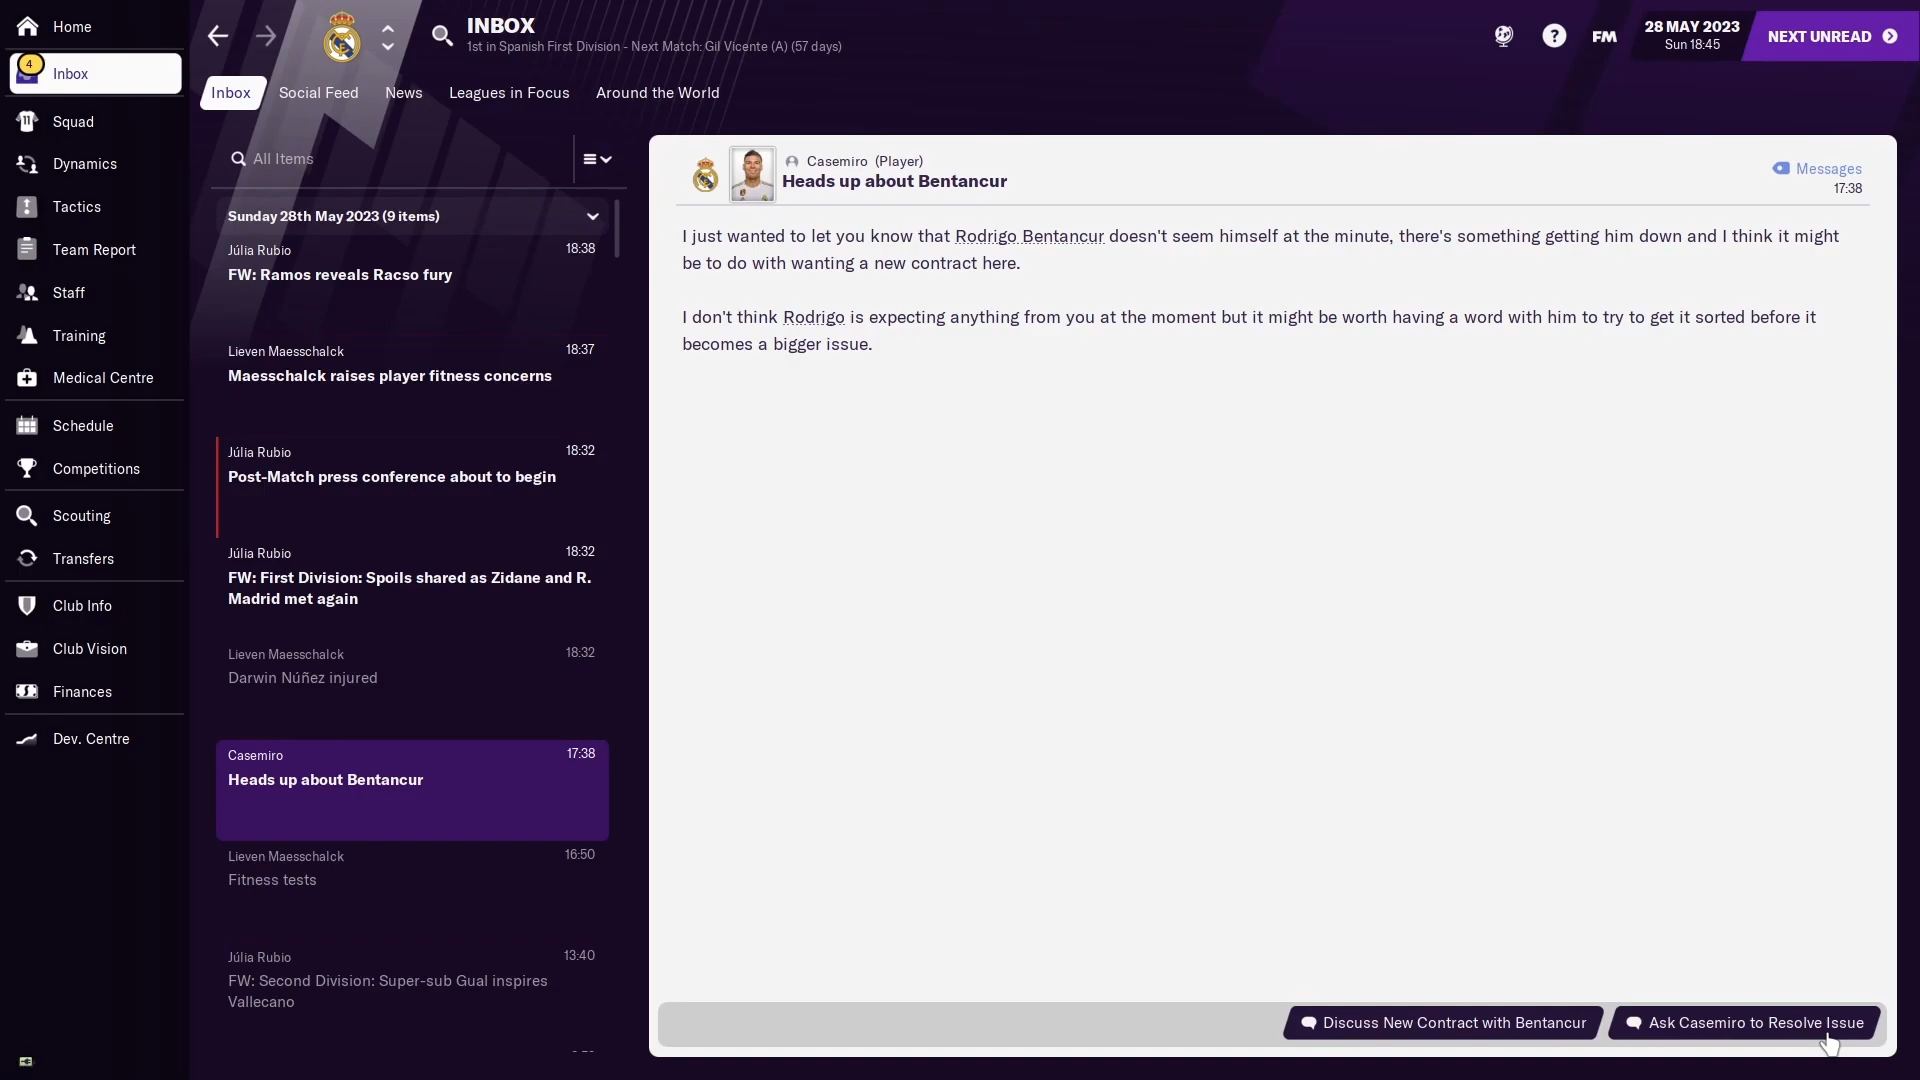 Home
4
Inbox
Squad
Dynamics
Tactics
Team Report
Staff
Training
Medical Centre
Schedule
Competitions
Scouting
Transfers
Club Info
Club Vision
Finances
Dev. Centre
INBOX
1st in Spanish First Division - Next Match: Gil Vicente (A) (57 days)
?
FM
28 MAY 2023
Sun 18:45
NEXT UNREAD
Inbox
Social Feed
News
Leagues in Focus
Around the World
All Items
Sunday 28th May 2023 (9 items)
Júlia Rubio 18:38
FW: Ramos reveals Racso fury
Lieven Maesschalck 18:37
Maesschalck raises player fitness concerns
Júlia Rubio 18:32
Post-Match press conference about to begin
Júlia Rubio 18:32
FW: First Division: Spoils shared as Zidane and R.
Madrid met again
Lieven Maesschalck 18:32
Darwin Núñez injured
Casemiro 17:38
Heads up about Bentancur
Lieven Maesschalck 16:50
Fitness tests
Júlia Rubio 13:40
FW: Second Division: Super-sub Gual inspires
Vallecano
Casemiro (Player)
Heads up about Bentancur
Messages
17:38
I just wanted to let you know that Rodrigo Bentancur doesn't seem himself at the minute, there's something getting him down and I think it might
be to do with wanting a new contract here.
I don't think Rodrigo is expecting anything from you at the moment but it might be worth having a word with him to try to get it sorted before it
becomes a bigger issue.
Discuss New Contract with Bentancur
Ask Casemiro to Resolve Issue